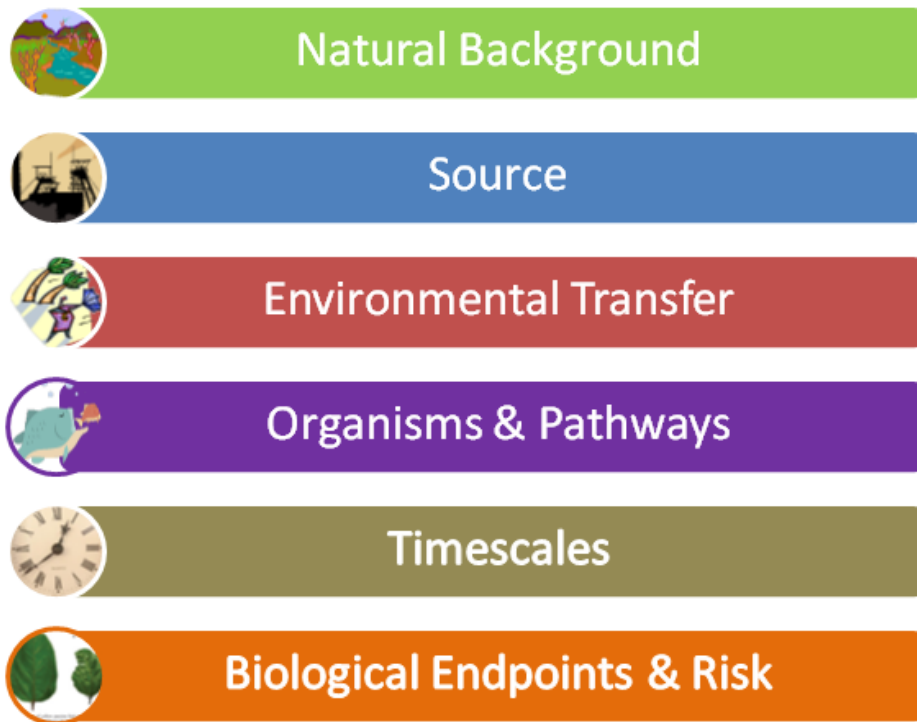 Natural Background
Source
Environmental Transfer
Organisms & Pathways
Timescales
Biological Endpoints & Risk